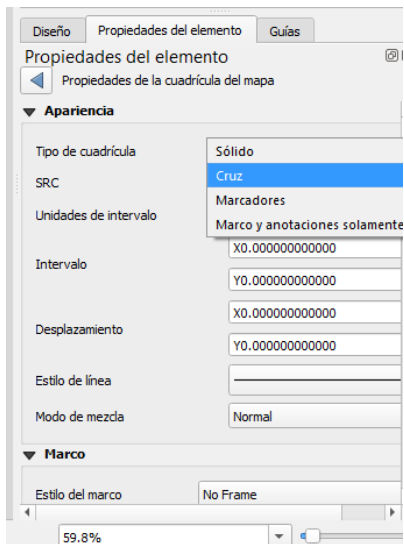 Diseño Propiedades del elemento Guías
Propiedades del elemento
Propiedades de la cuadrícula del mapa
Apariencia
Tipo de cuadrícula Sólido
SRC Cruz
Marcadores
Unidades de intervalo Marco y anotaciones solamente
X0.000000000000
Intervalo
Y0.000000000000
X0.000000000000
Desplazamiento
Y0.000000000000
Estilo de línea
Modo de mezcla Normal
Marco
Estilo del marco No Frame
59.8%